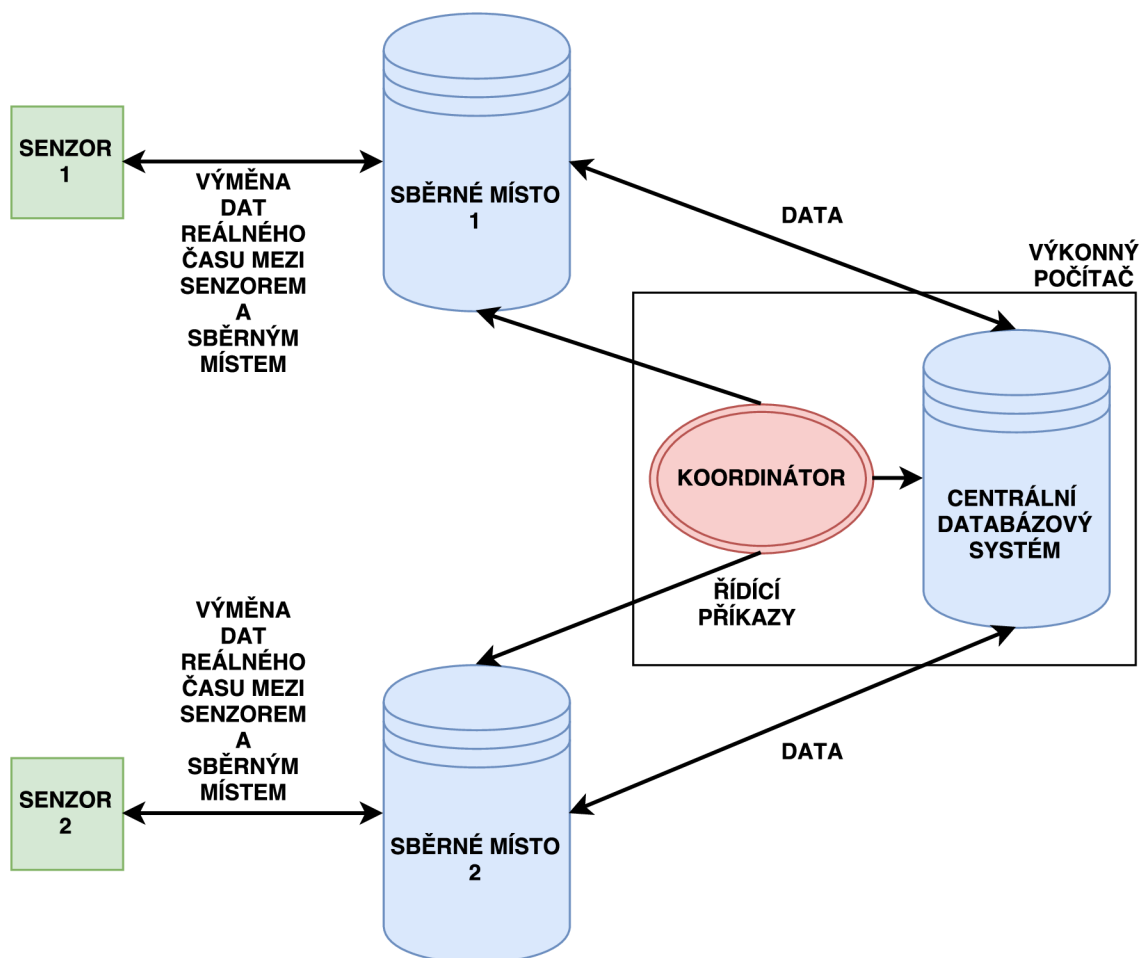 SENZOR
1
VÝMĚNA
DAT
REÁLNÉHO
ČASU MEZI
SENZOREM
A
SBĚRNÝM
MÍSTEM
SBĚRNÉ MÍSTO
1
DATA
VÝKONNÝ
POČÍTAČ
KOORDINÁTOR
CENTRÁLNÍ
DATABÁZOVÝ
SYSTÉM
ŘÍDÍCÍ
PŘÍKAZY
VÝMĚNA
DAT
REÁLNÉHO
ČASU MEZI
SENZOREM
A
SBĚRNÝM
MÍSTEM
SENZOR
2
SBĚRNÉ MÍSTO
2
DATA